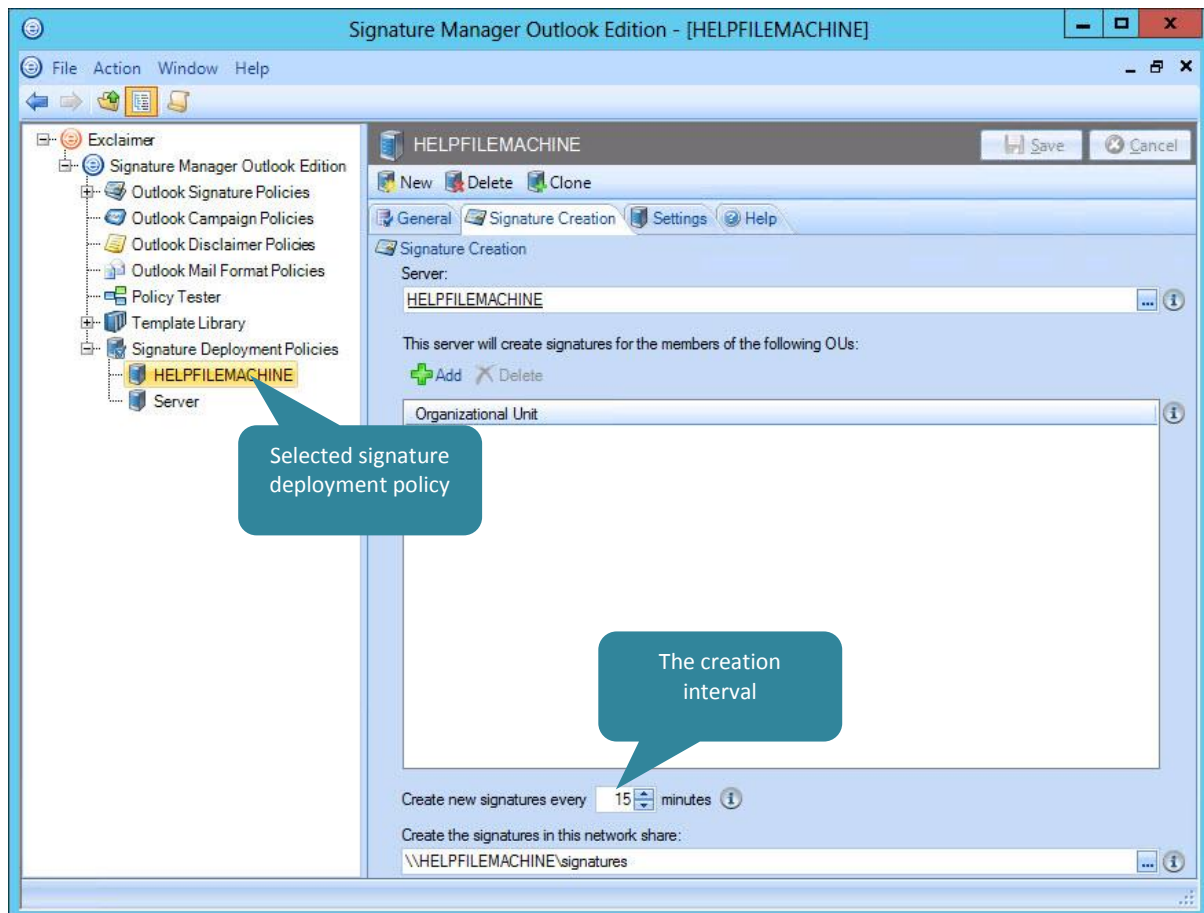 Signature Manager Outlook Edition - [HELPFILEMACHINE]
File Action Window Help
Exclaimer
Signature Manager Outlook Edition
Outlook Signature Policies
Outlook Campaign Policies
Outlook Disclaimer Policies
Outlook Mail Format Policies
Policy Tester
Template Library
Signature Deployment Policies
HELPFILEMACHINE
Server
Selected signature
deployment policy
HELPFILEMACHINE
Save Cancel
New Delete Clone
General Signature Creation Settings Help
Signature Creation
Server:
HELPFILEMACHINE
This server will create signatures for the members of the following OUs:
Add Delete
Organizational Unit
The creation
interval
Create new signatures every 15 minutes
Create the signatures in this network share:
\\HELPFILEMACHINE\signatures